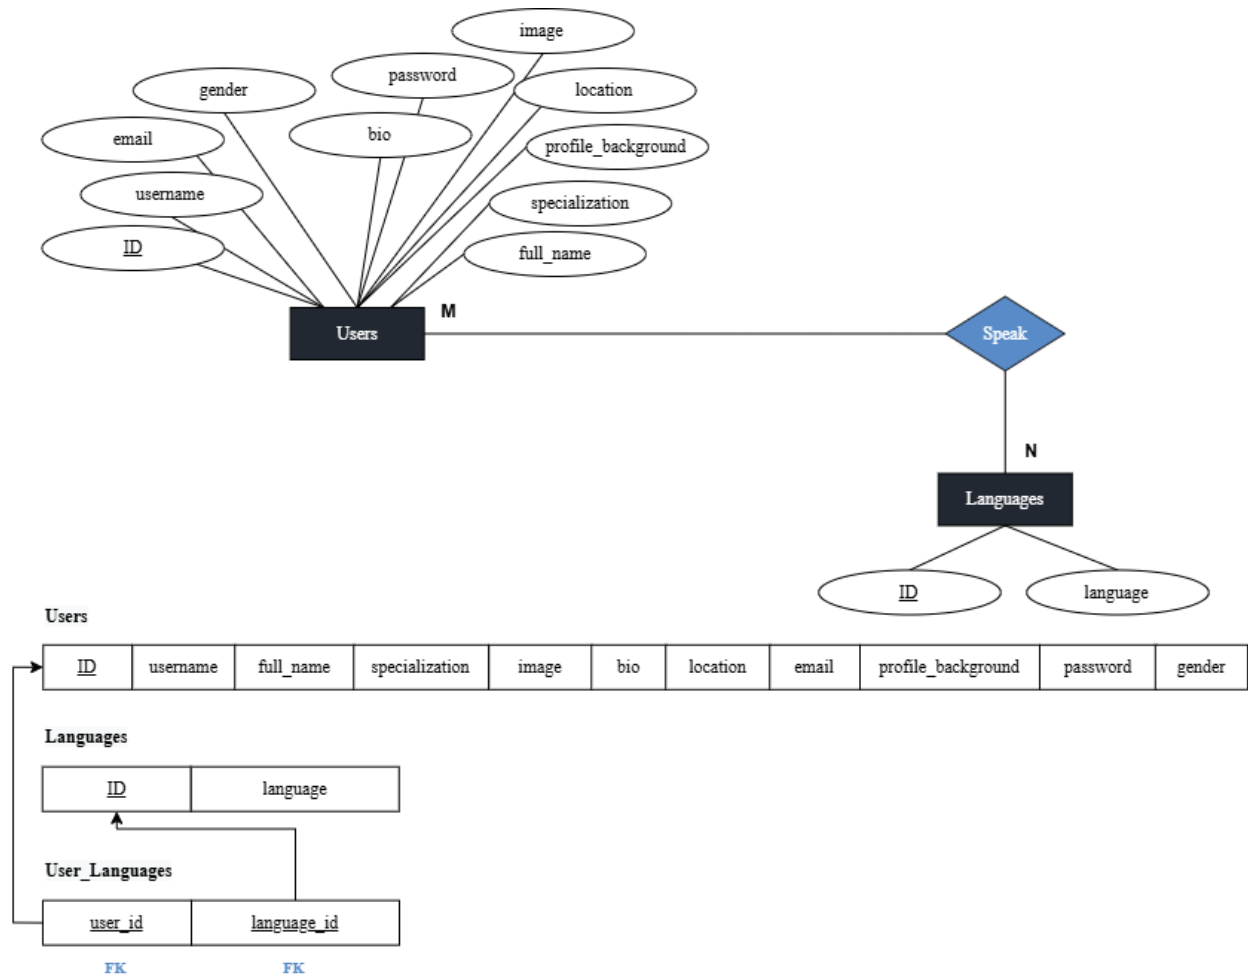 image
password
gender
location
email
bio
profile_background
username
specialization
ID
full_name
M
Users
Speak
N
Languages
ID
language
Users
ID username full_name specialization image bio location email profile_background password gender
Languages
ID language
User_Languages
user_id language_id
FK FK